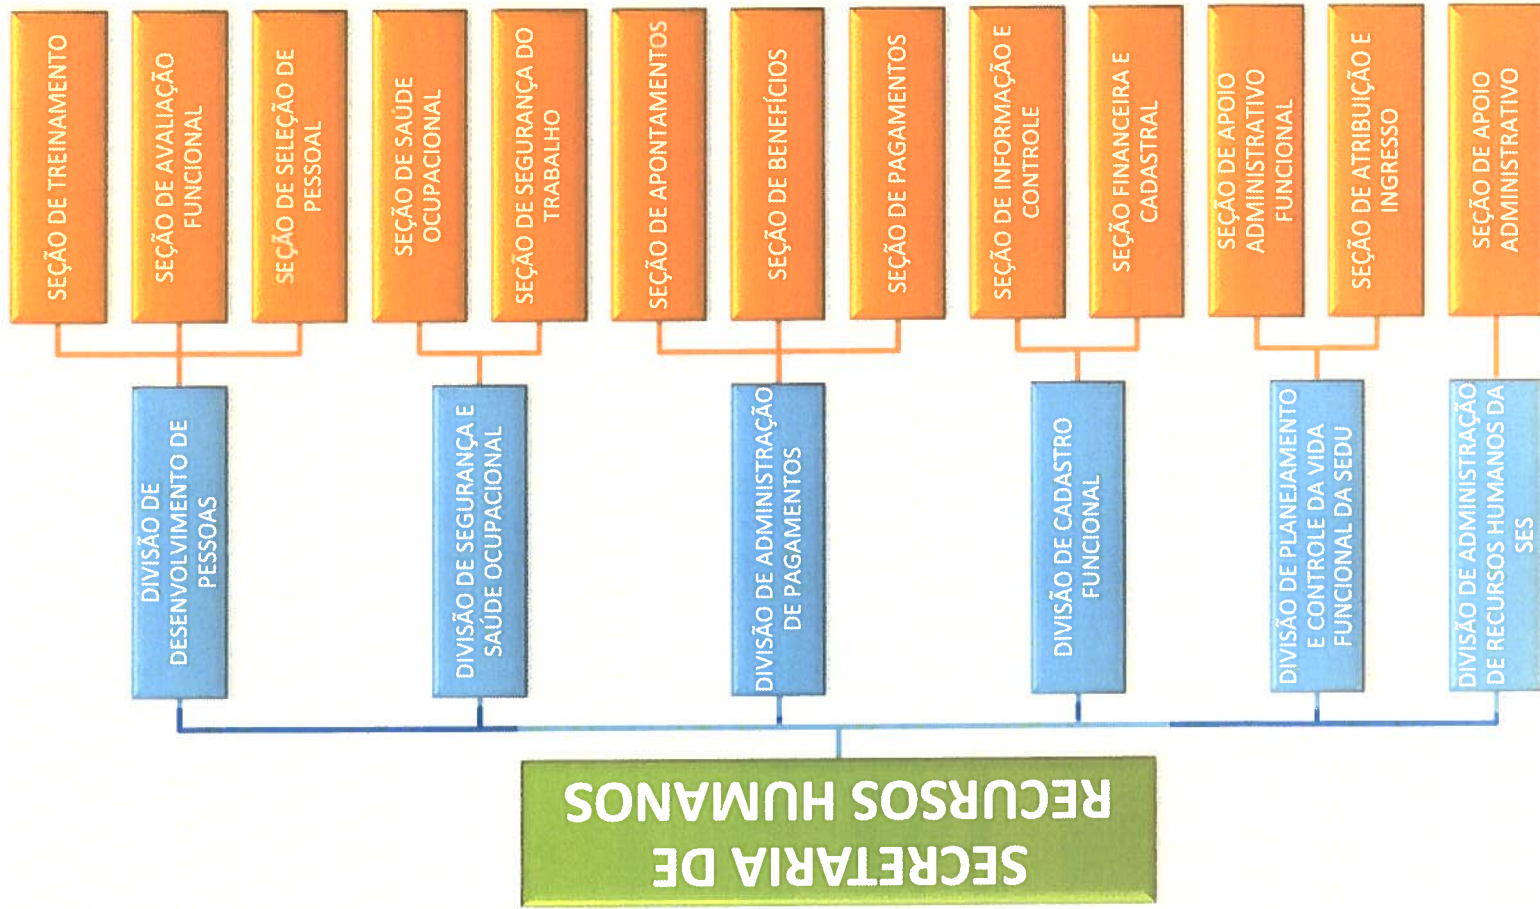 SECRETARIA DE
RECURSOS HUMANOS
DIVISÃO DE
DESENVOLVIMENTO DE
PESSOAS
SEÇÃO DE TREINAMENTO
SEÇÃO DE AVALIAÇÃO
FUNCIONAL
SEÇÃO DE SELEÇÃO DE
PESSOAL
DIVISÃO DE SEGURANÇA E
SAÚDE OCUPACIONAL
SEÇÃO DE SAÚDE
OCUPACIONAL
SEÇÃO DE SEGURANÇA DO
TRABALHO
DIVISÃO DE ADMINISTRAÇÃO
DE PAGAMENTOS
SEÇÃO DE APONTAMENTOS
SEÇÃO DE BENEFÍCIOS
SEÇÃO DE PAGAMENTOS
DIVISÃO DE CADASTRO
FUNCIONAL
SEÇÃO DE INFORMAÇÃO E
CONTROLE
SEÇÃO FINANCEIRA E
CADASTRAL
DIVISÃO DE PLANEJAMENTO
E CONTROLE DA VIDA
FUNCIONAL DA SEDU
SEÇÃO DE APOIO
ADMINISTRATIVO
FUNCIONAL
SEÇÃO DE ATRIBUIÇÃO E
INGRESSO
DIVISÃO DE ADMINISTRAÇÃO
DE RECURSOS HUMANOS DA
SES
SEÇÃO DE APOIO
ADMINISTRATIVO